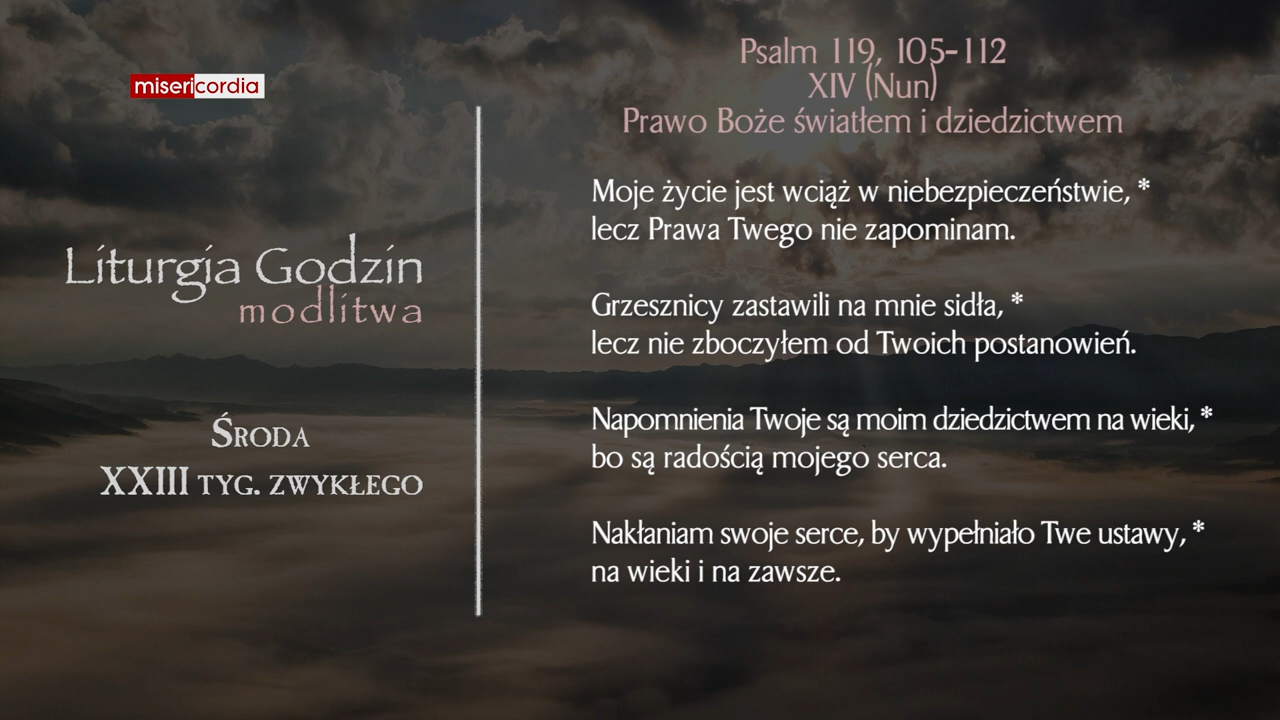 misericordia
Liturgia Godzin
modlitwa
Środa
XXIII tyg. zwykłego
Psalm 119, 105-112
XIV (Nun)
Prawo Boże światłem i dziedzictwem
Moje życie jest wciąż w niebezpieczeństwie, *
lecz Prawa Twego nie zapominam.
Grzesznicy zastawili na mnie sidła, *
lecz nie zboczyłem od Twoich postanowień.
Napomnienia Twoje są moim dziedzictwem na wieki, *
bo są radością mojego serca.
Nakłaniam swoje serce, by wypełniało Twe ustawy, *
na wieki i na zawsze.